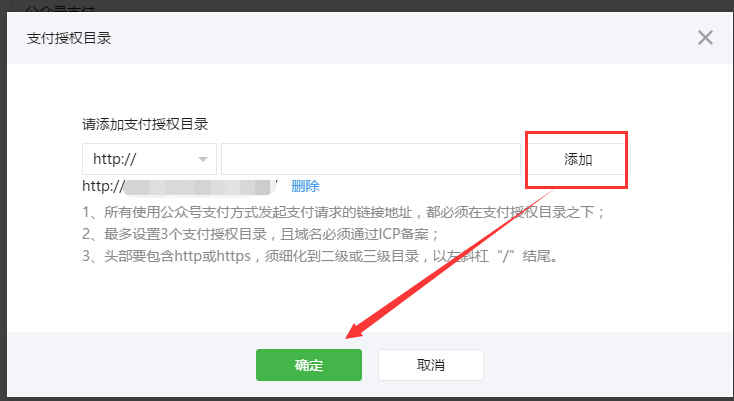 公众号支付
支付授权目录
请添加支付授权目录
http://
添加
http:// / 删除
1、所有使用公众号支付方式发起支付请求的链接地址，都必须在支付授权目录之下；
2、最多设置3个支付授权目录，且域名必须通过ICP备案；
3、头部要包含http或https，须细化到二级或三级目录，以左斜杠“/”结尾。
确定 取消